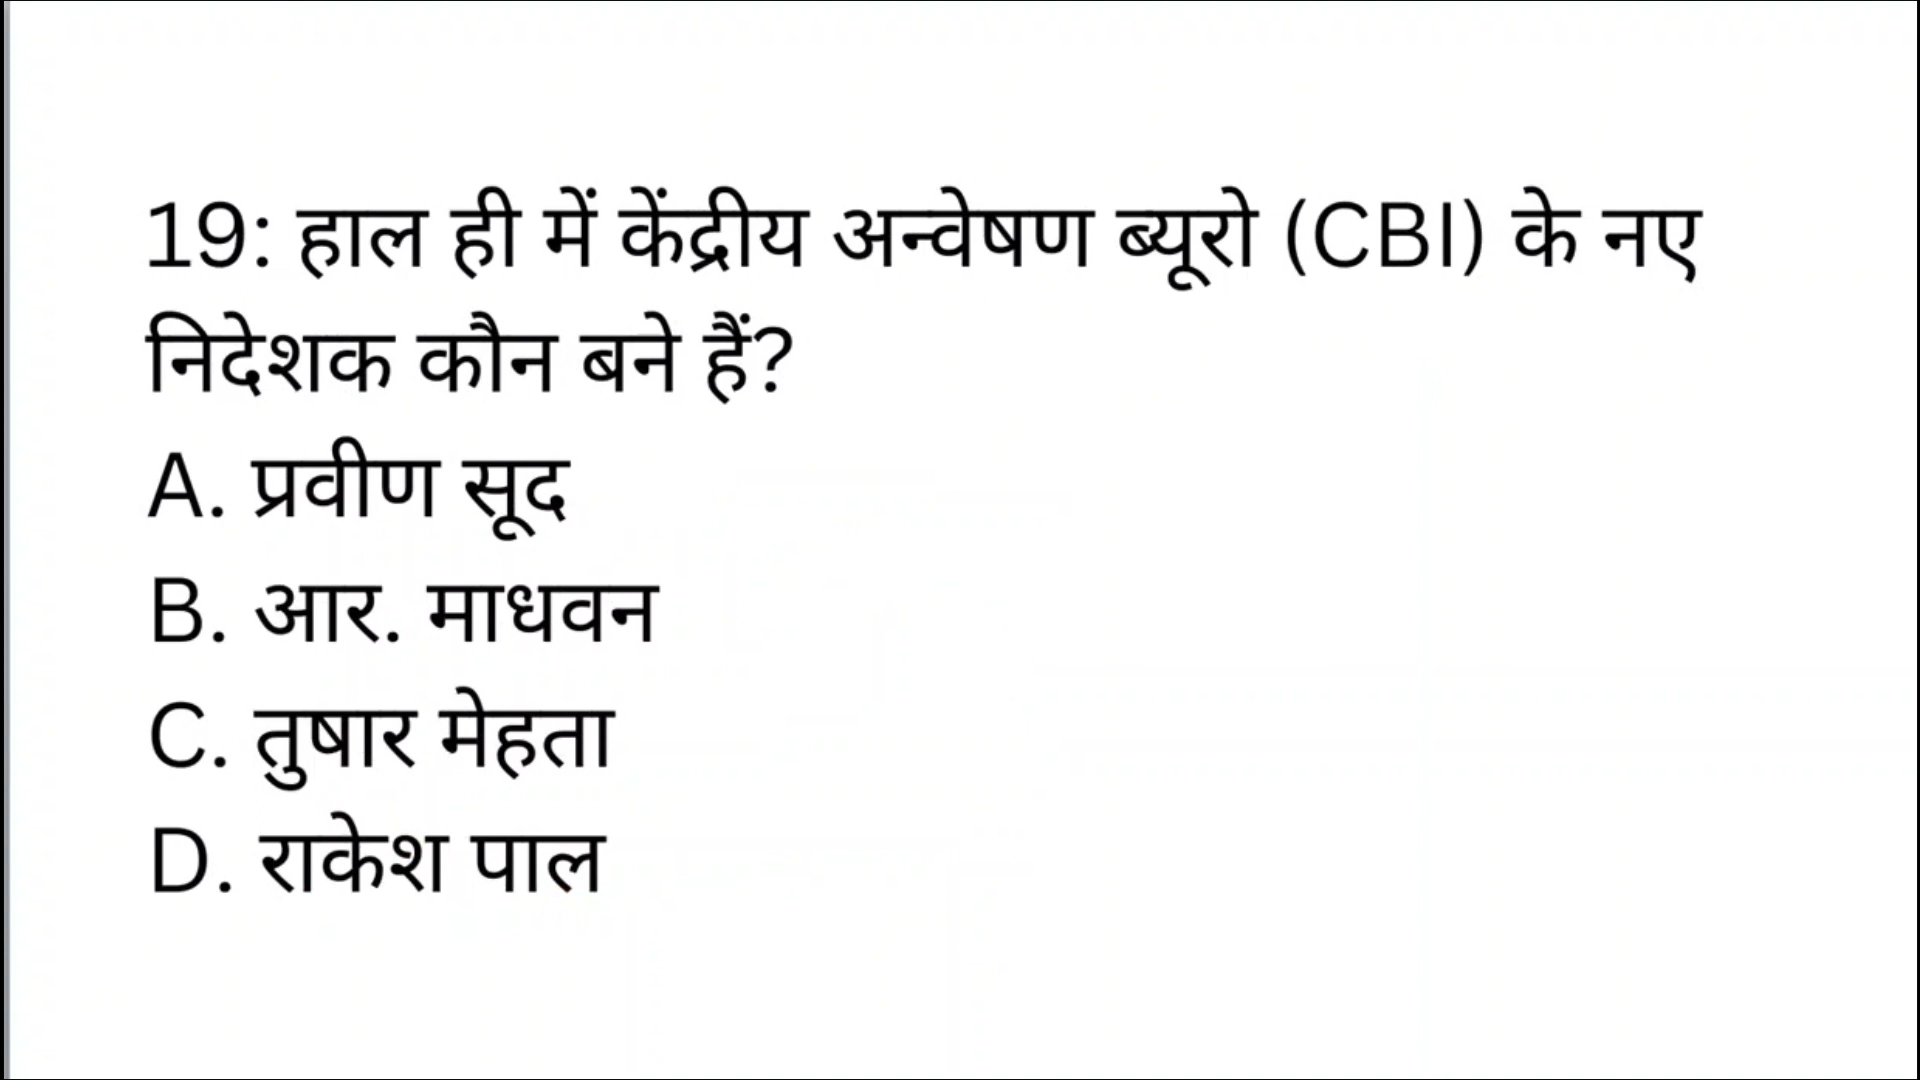 19: हाल ही में केंद्रीय अन्वेषण ब्यूरो (CBI) के नए
निदेशक कौन बने हैं?
A. प्रवीण सूद
B. आर. माधवन
C. तुषार मेहता
D. राकेश पाल